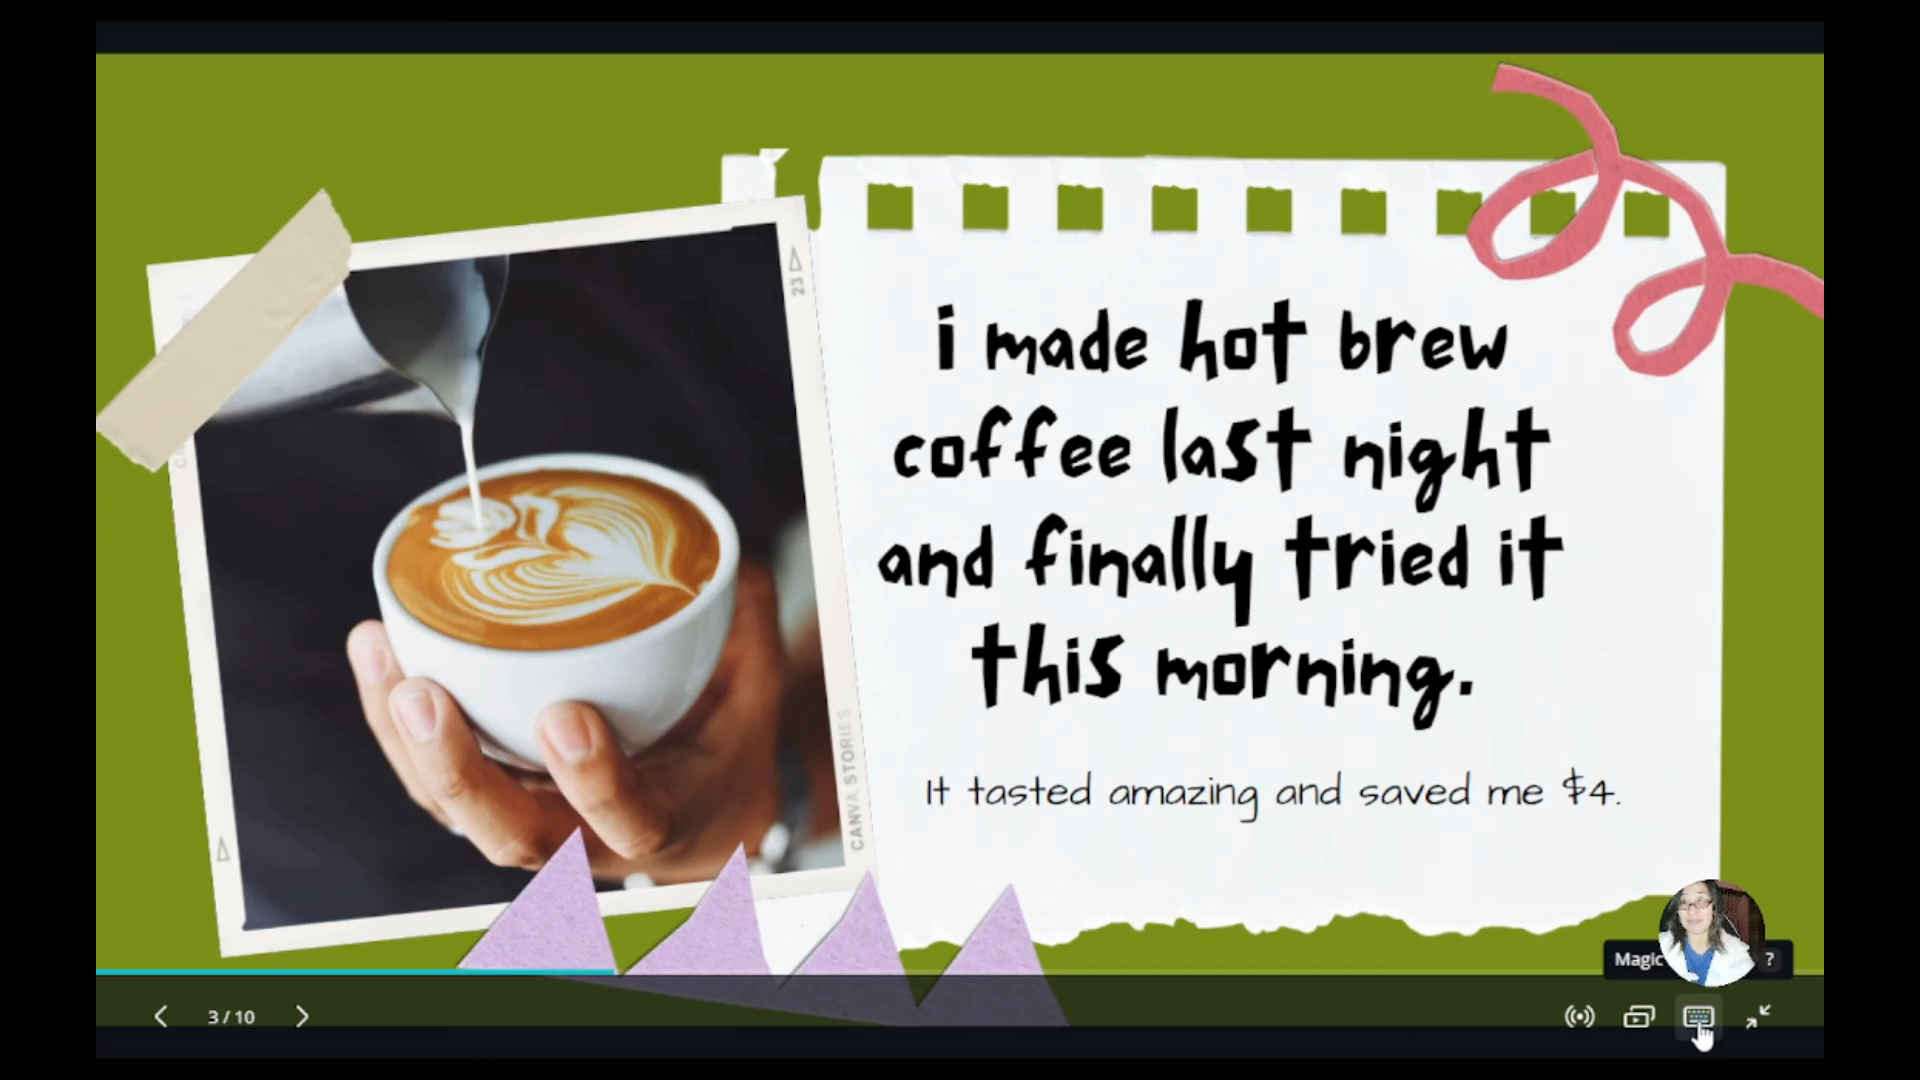 i made hot brew
coffee last night
and finally tried it
this morning.
It tasted amazing and saved me $4.
23
CANVA STORIES
Magic
?
3 / 10